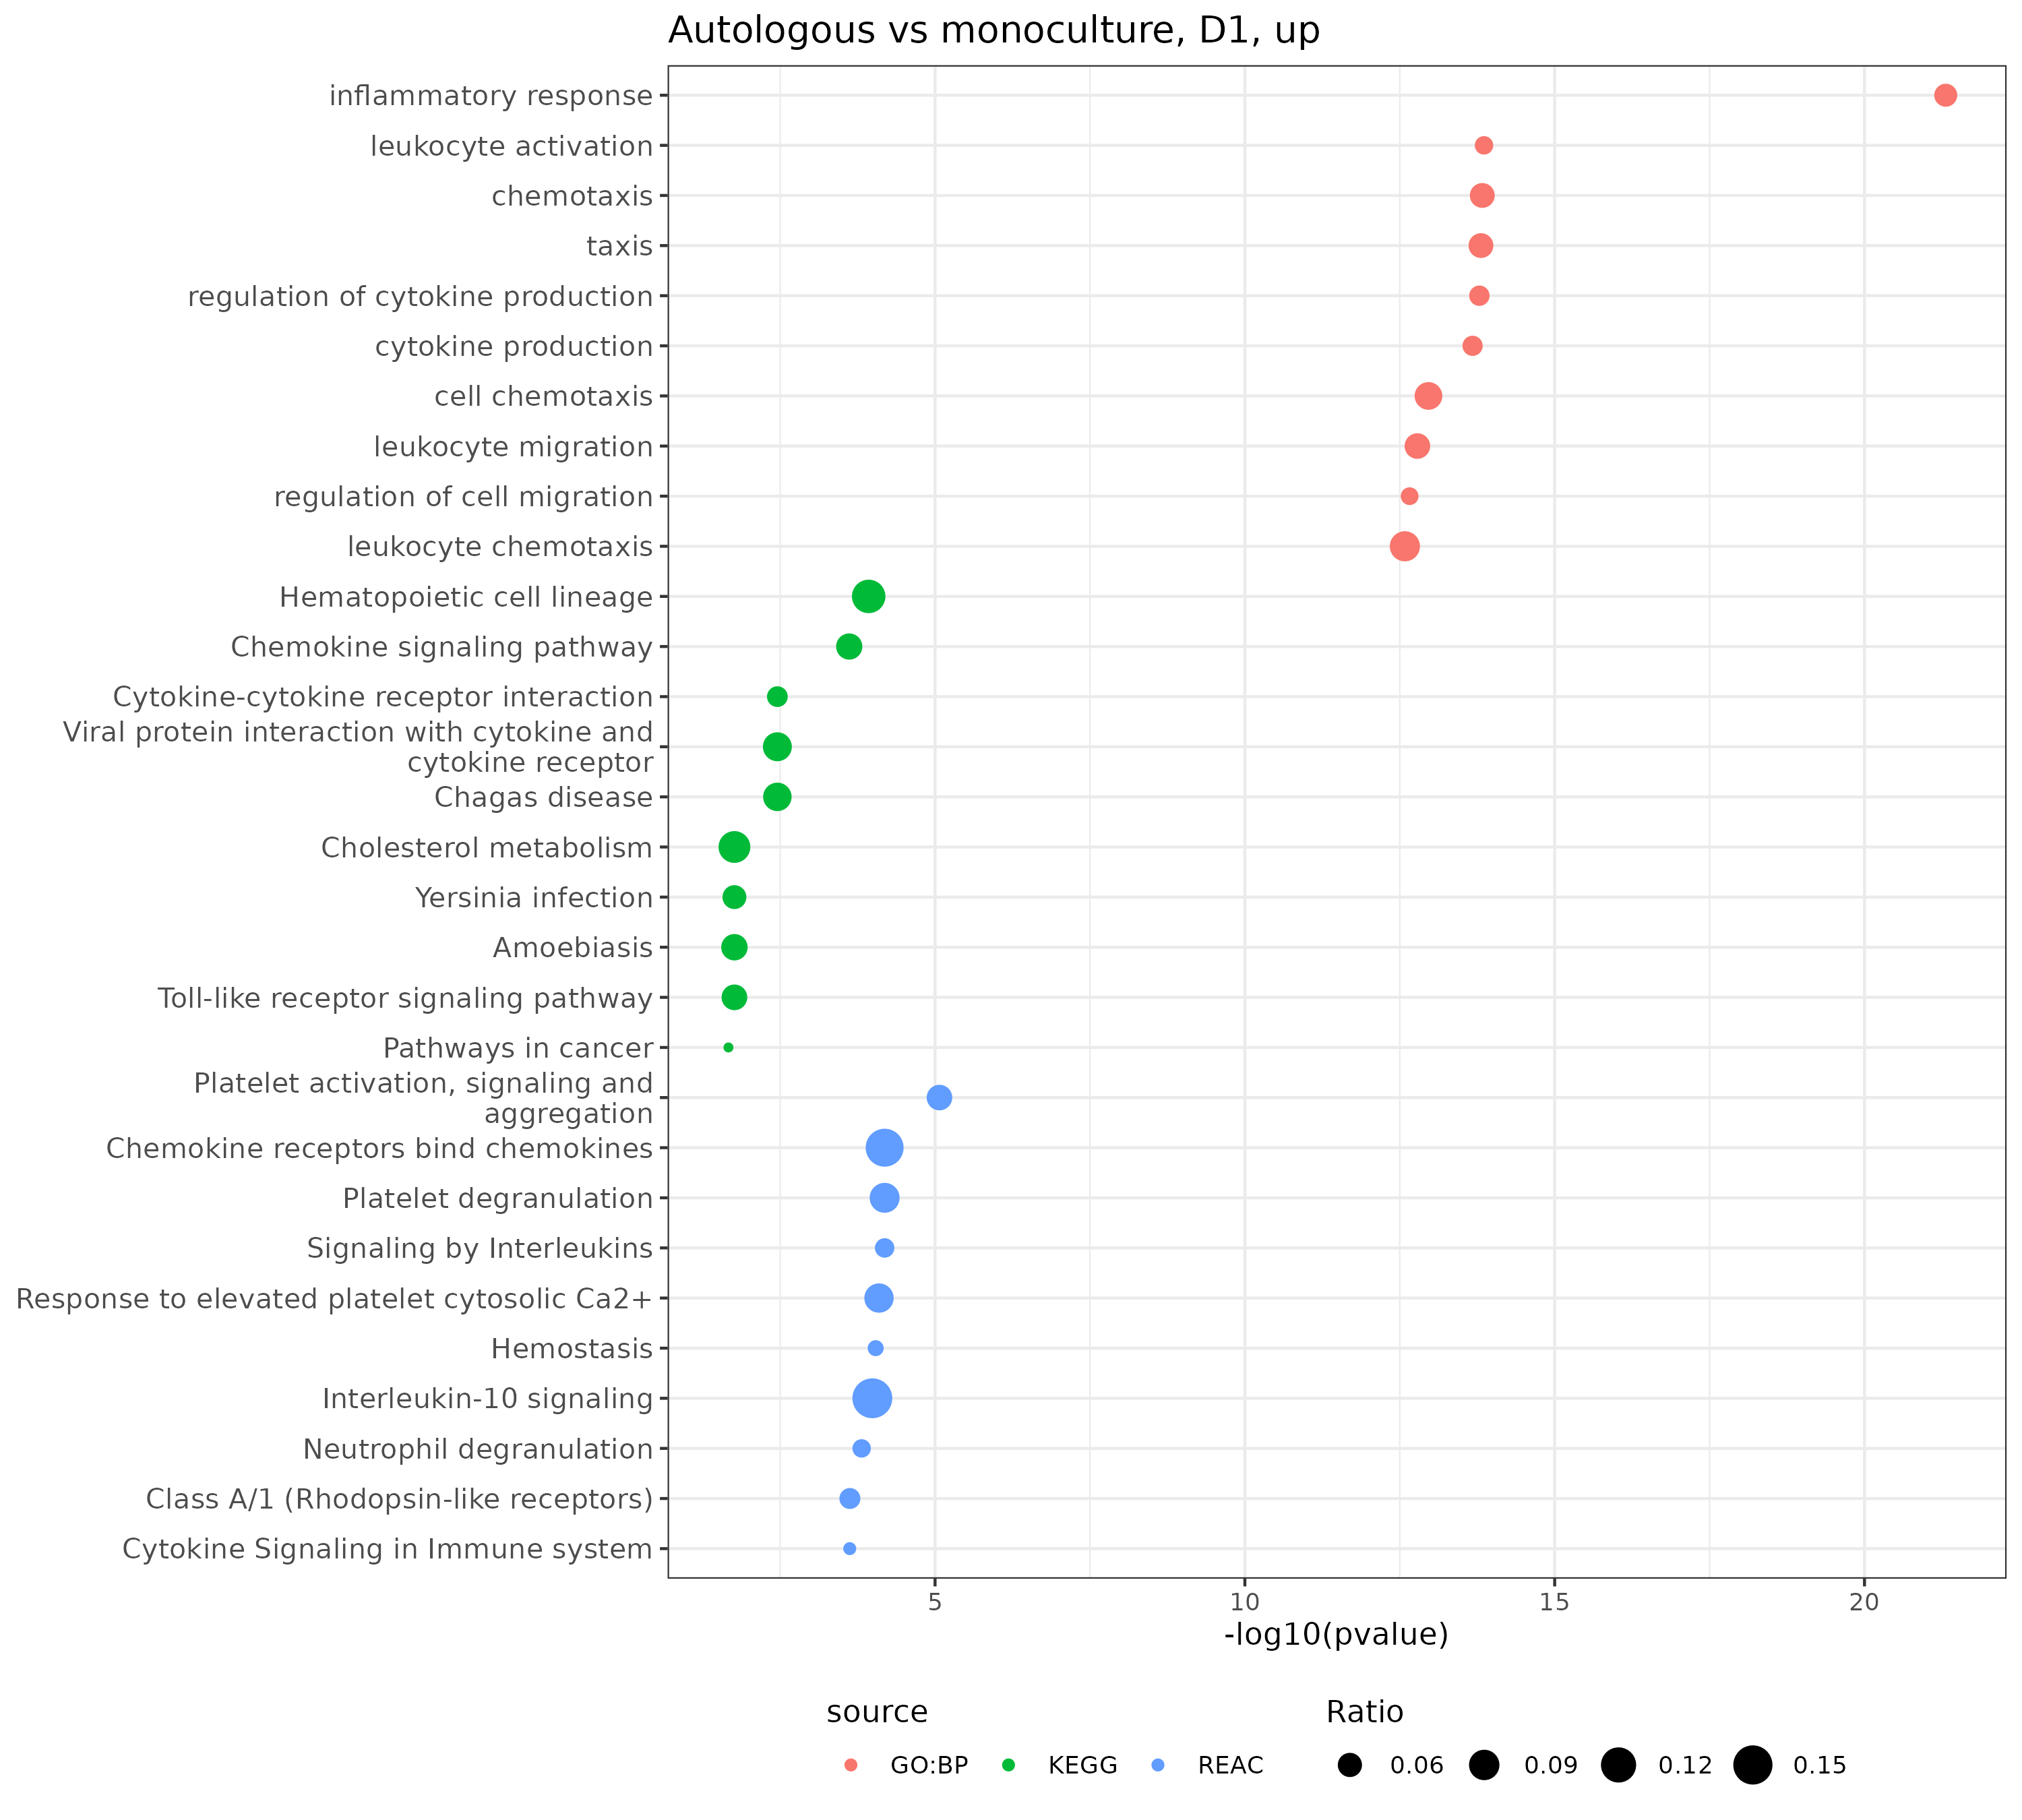 Autologous vs monoculture, D1, up
inflammatory response
leukocyte activation
chemotaxis
taxis
regulation of cytokine production
cytokine production
cell chemotaxis
leukocyte migration
regulation of cell migration
leukocyte chemotaxis
Hematopoietic cell lineage
Chemokine signaling pathway
Cytokine-cytokine receptor interaction
Viral protein interaction with cytokine and
cytokine receptor
Chagas disease
Cholesterol metabolism
Yersinia infection
Amoebiasis
Toll-like receptor signaling pathway
Pathways in cancer
Platelet activation, signaling and
aggregation
Chemokine receptors bind chemokines
Platelet degranulation
Signaling by Interleukins
Response to elevated platelet cytosolic Ca2+
Hemostasis
Interleukin-10 signaling
Neutrophil degranulation
Class A/1 (Rhodopsin-like receptors)
Cytokine Signaling in Immune system
5 10 15 20
-log10(pvalue)
source Ratio
GO:BP KEGG REAC 0.06 0.09 0.12 0.15